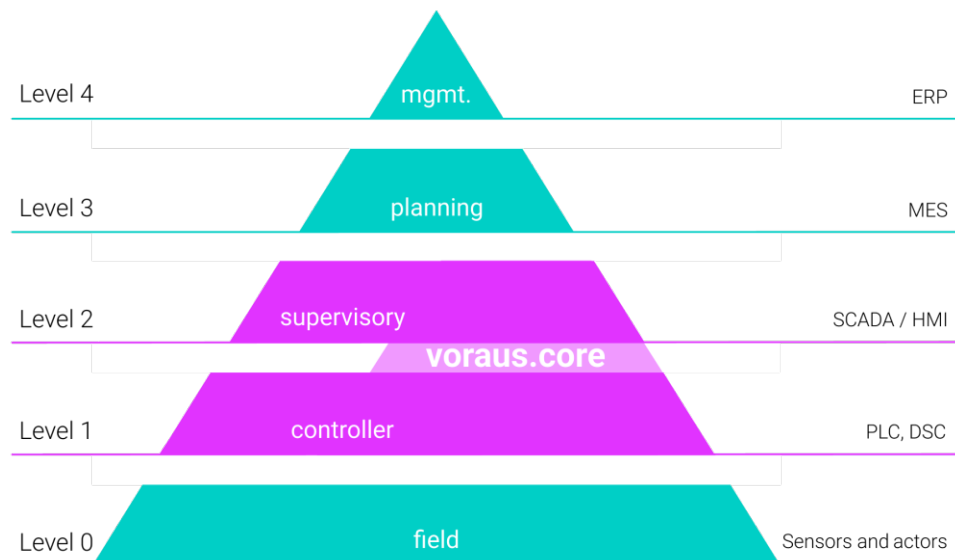 Level 4 mgmt. ERP
Level 3 planning MES
Level 2 supervisory SCADA / HMI
voraus.core
Level 1 controller PLC, DSC
Level 0 field Sensors and actors